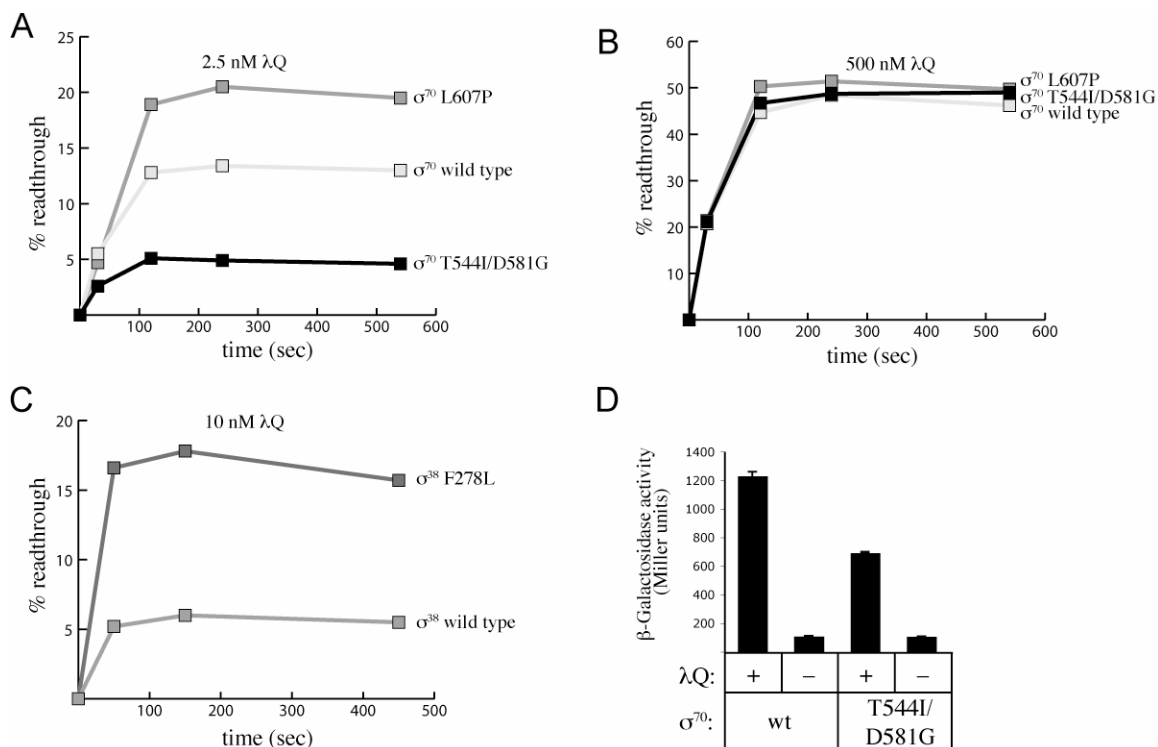 A
2.5 nM λQ
25
20
15
10
5
% readthrough
σ⁷⁰ L607P
σ⁷⁰ wild type
σ⁷⁰ T544I/D581G
100 200 300 400 500 600
time (sec)
B
500 nM λQ
60
50
40
30
20
10
% readthrough
σ⁷⁰ L607P
σ⁷⁰ T544I/D581G
σ⁷⁰ wild type
100 200 300 400 500 600
time (sec)
C
10 nM λQ
20
15
10
5
% readthrough
σ³⁸ F278L
σ³⁸ wild type
100 200 300 400 500
time (sec)
D
β-Galactosidase activity
(Miller units)
1400
1200
1000
800
600
400
200
λQ: + – + –
σ⁷⁰: wt T544I/
D581G